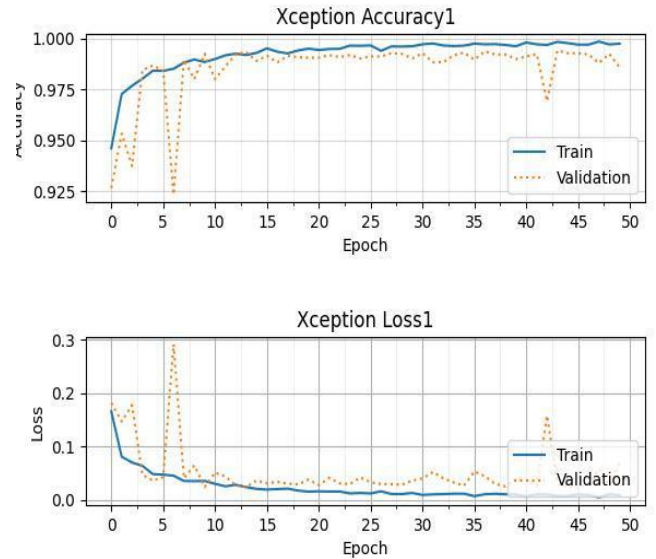 Xception Accuracy1
1.000
0.975
0.950
0.925
Accuracy
Train
Validation
0 5 10 15 20 25 30 35 40 45 50
Epoch
Xception Loss1
0.3
0.2
0.1
0.0
Loss
Train
Validation
0 5 10 15 20 25 30 35 40 45 50
Epoch